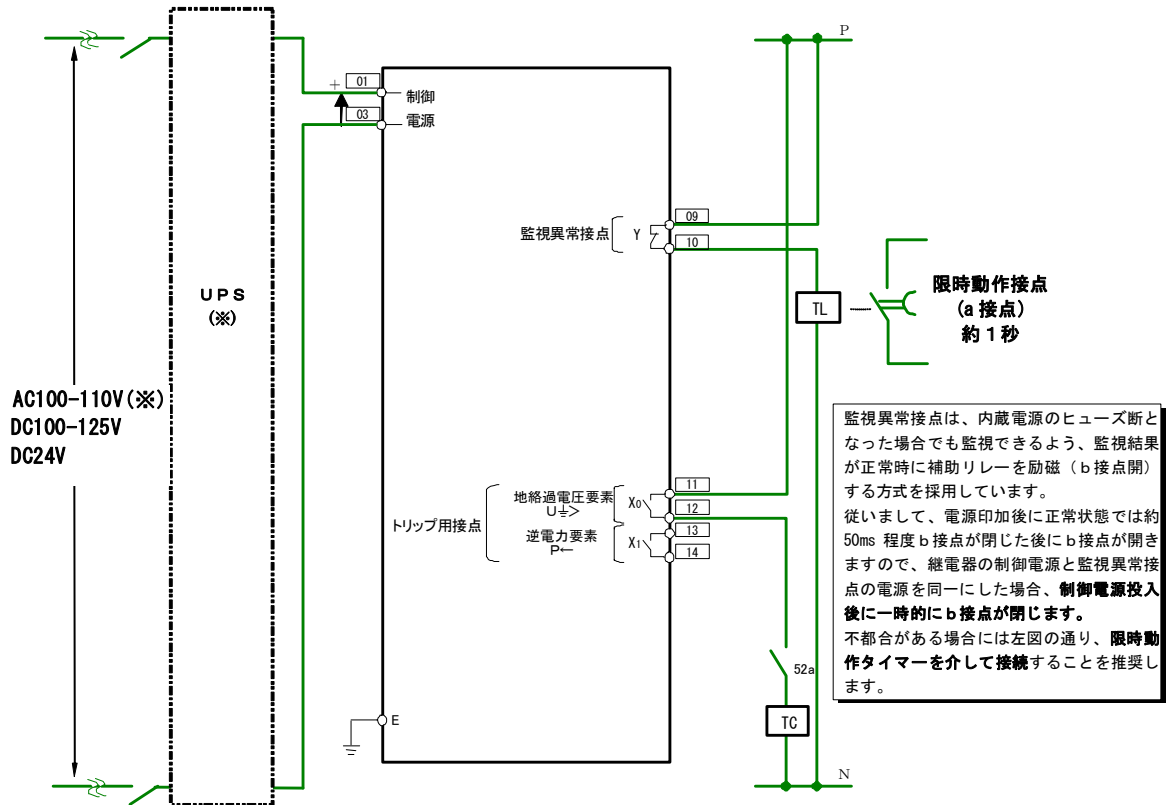 P
+
01
制御
03
電源
監視異常接点
Y
09
10
UPS
(※)
TL
限時動作接点
(a 接点)
約1秒
AC100-110V(※)
DC100-125V
DC24V
監視異常接点は、内蔵電源のヒューズ断と
なった場合でも監視できるよう、監視結果
が正常時に補助リレーを励磁（b接点開）
する方式を採用しています。
従いまして、電源印加後に正常状態では約
50ms 程度b接点が閉じた後にb接点が開き
ますので、継電器の制御電源と監視異常接
点の電源を同一にした場合、制御電源投入
後に一時的にb接点が閉じます。
不都合がある場合には左図の通り、限時動
作タイマーを介して接続することを推奨し
ます。
トリップ用接点
地絡過電圧要素
U⏚>
X0
11
12
逆電力要素
P←
X1
13
14
52a
TC
E
N